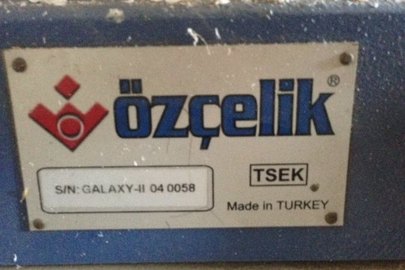 özçelik®
S/N: GALAXY-II 04 0058
TSEK
Made in TURKEY